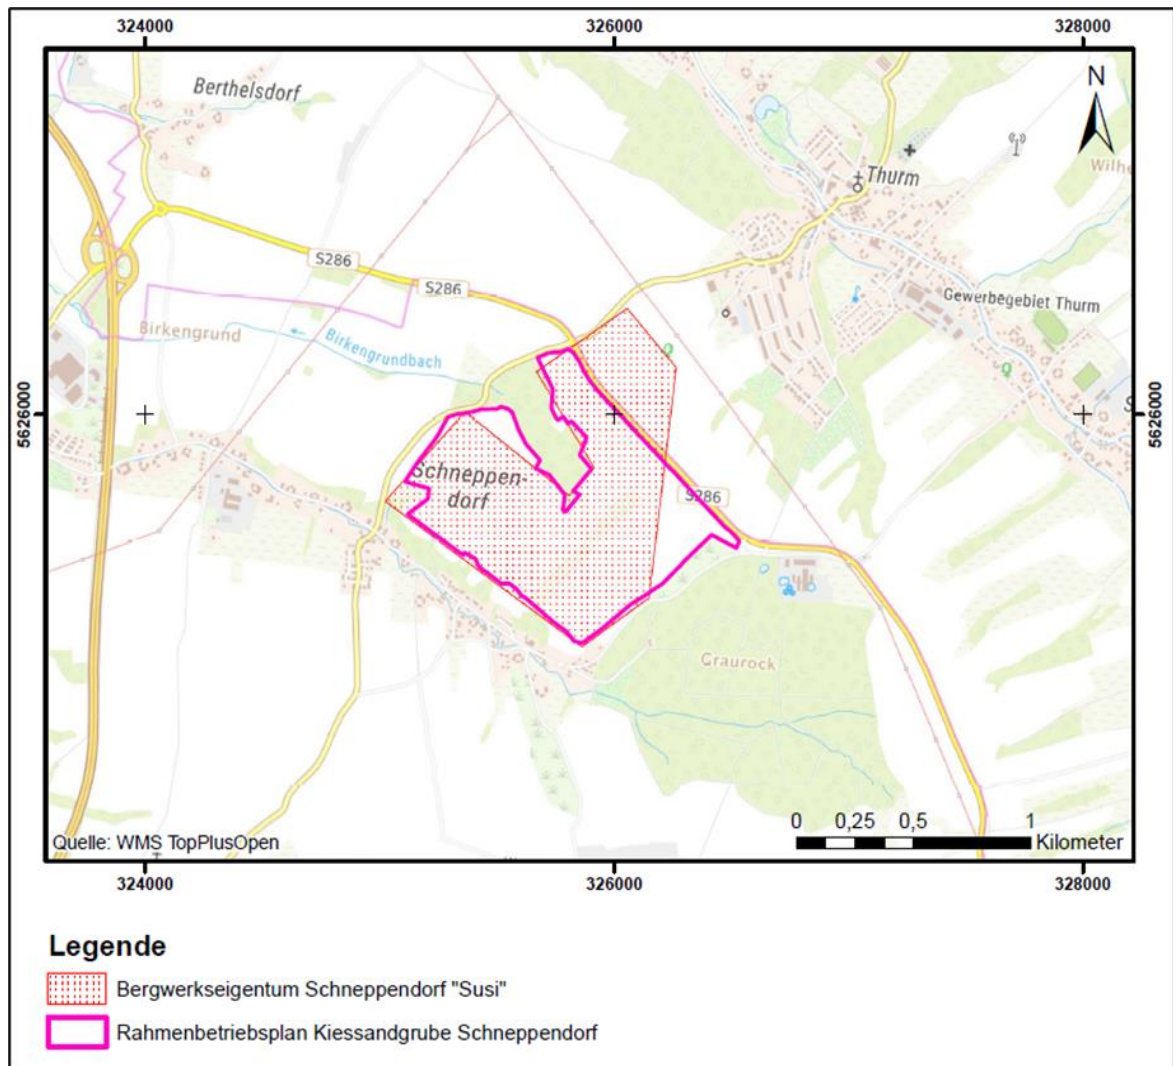 324000 326000 328000
N
Berthelsdorf
Thurm
S286
S286
Gewerbegebiet Thurm
Birkengrund
Birkengrundbach
5626000
5626000
Schneppen-
dorf
S286
Graurock
0 0,25 0,5 1
Kilometer
Quelle: WMS TopPlusOpen
324000 326000 328000
Legende
Bergwerkseigentum Schneppendorf "Susi"
Rahmenbetriebsplan Kiessandgrube Schneppendorf